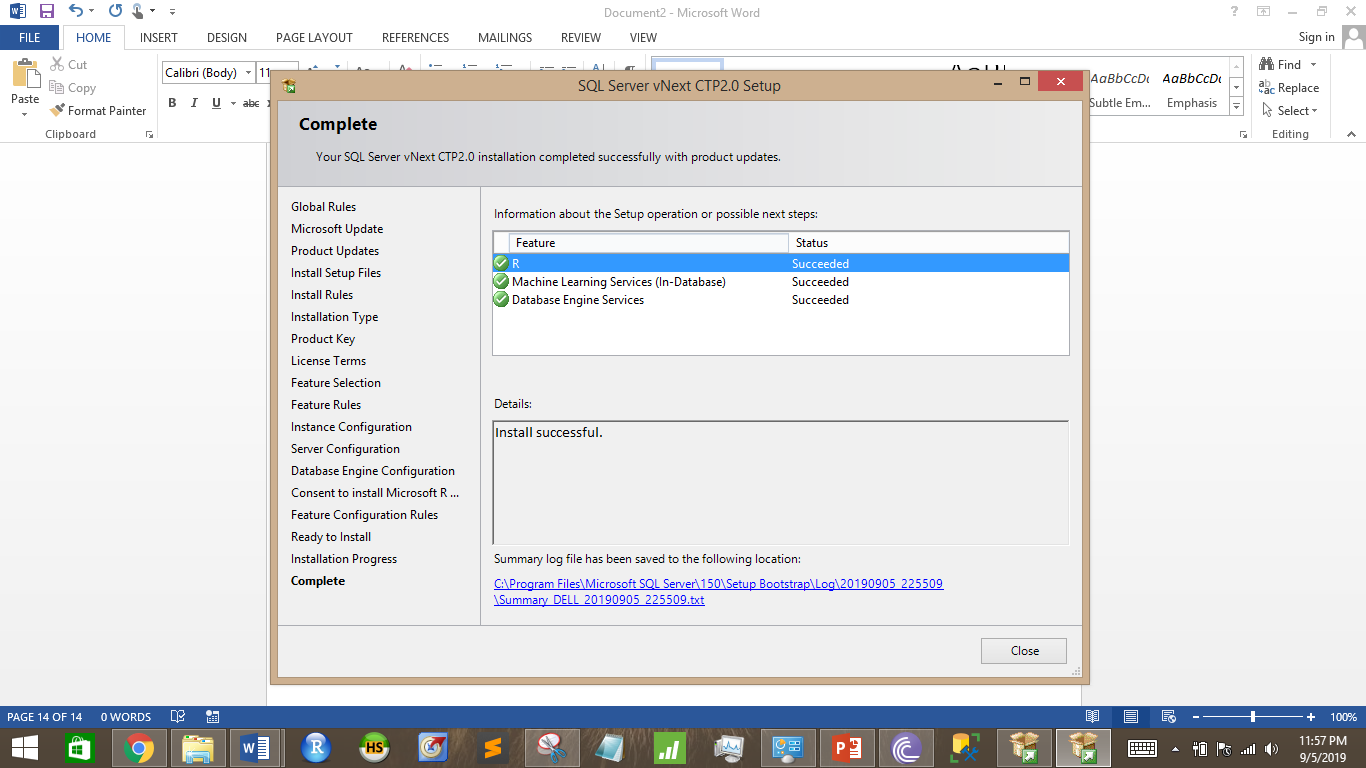 Document2 - Microsoft Word
FILE HOME INSERT DESIGN PAGE LAYOUT REFERENCES MAILINGS REVIEW VIEW Sign in
Cut
Copy
Format Painter
Paste
Clipboard
Calibri (Body) 11
B I U abc
AaBbCcDc AaBbCcDc
Subtle Em... Emphasis
Find
Replace
Select
Editing
SQL Server vNext CTP2.0 Setup
Complete
Your SQL Server vNext CTP2.0 installation completed successfully with product updates.
Global Rules
Microsoft Update
Product Updates
Install Setup Files
Install Rules
Installation Type
Product Key
License Terms
Feature Selection
Feature Rules
Instance Configuration
Server Configuration
Database Engine Configuration
Consent to install Microsoft R ...
Feature Configuration Rules
Ready to Install
Installation Progress
Complete
Information about the Setup operation or possible next steps:
Feature Status
R Succeeded
Machine Learning Services (In-Database) Succeeded
Database Engine Services Succeeded
Details:
Install successful.
Summary log file has been saved to the following location:
C:\Program Files\Microsoft SQL Server\150\Setup Bootstrap\Log\20190905_225509
\Summary_DELL_20190905_225509.txt
Close
PAGE 14 OF 14 0 WORDS 100%
R HS S
11:57 PM
9/5/2019